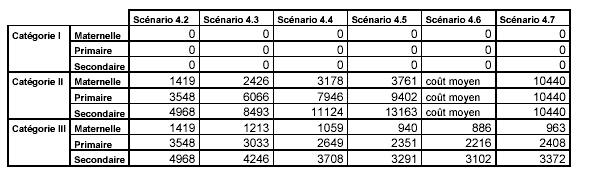 Scénario 4.2 Scénario 4.3 Scénario 4.4 Scénario 4.5 Scénario 4.6 Scénario 4.7
Catégorie I Maternelle 0 0 0 0 0 0
Primaire 0 0 0 0 0 0
Secondaire 0 0 0 0 0 0
Catégorie II Maternelle 1419 2426 3178 3761 coût moyen 10440
Primaire 3548 6066 7946 9402 coût moyen 10440
Secondaire 4968 8493 11124 13163 coût moyen 10440
Catégorie III Maternelle 1419 1213 1059 940 886 963
Primaire 3548 3033 2649 2351 2216 2408
Secondaire 4968 4246 3708 3291 3102 3372